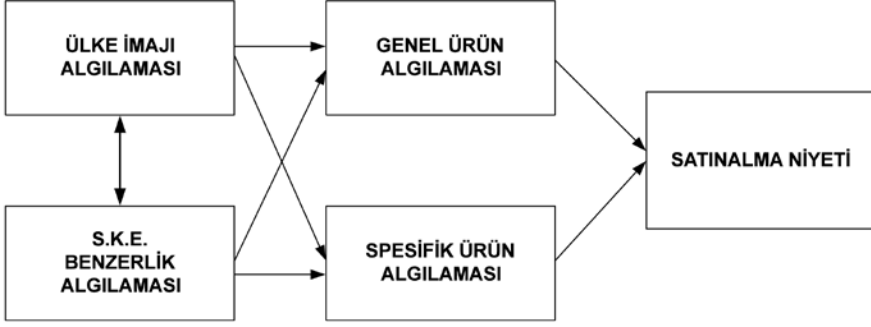 ÜLKE İMAJI
ALGILAMASI
GENEL ÜRÜN
ALGILAMASI
SATINALMA NİYETİ
S.K.E.
BENZERLİK
ALGILAMASI
SPESİFİK ÜRÜN
ALGILAMASI